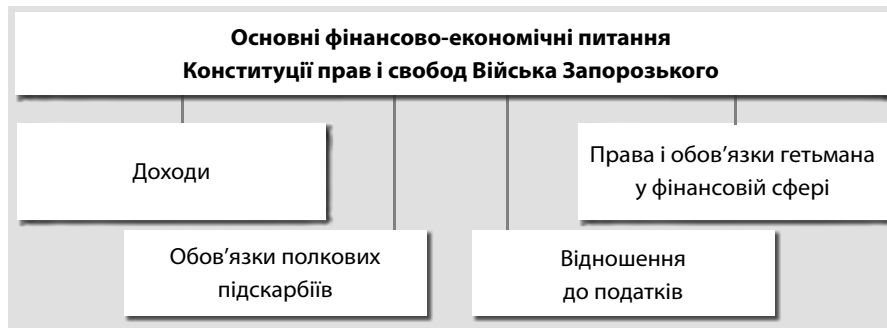 Основні фінансово-економічні питання
Конституції прав і свобод Війська Запорозького
Доходи
Права і обов’язки гетьмана
у фінансовій сфері
Обов’язки полкових
підскарбіїв
Відношення
до податків